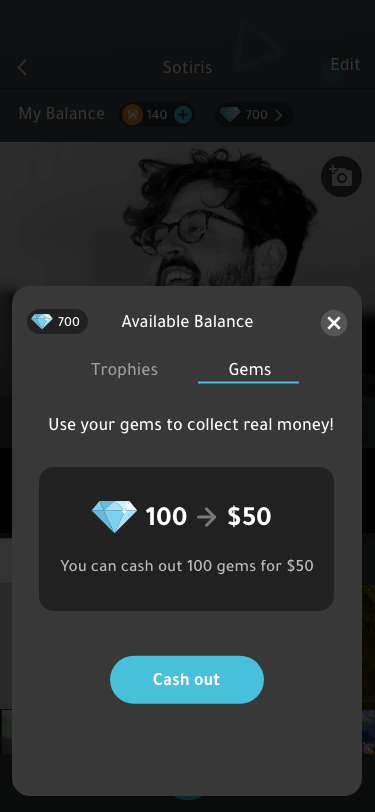 Sotiris
Edit
My Balance 140 700
700 Available Balance
Trophies Gems
Use your gems to collect real money!
100 → $50
You can cash out 100 gems for $50
Cash out